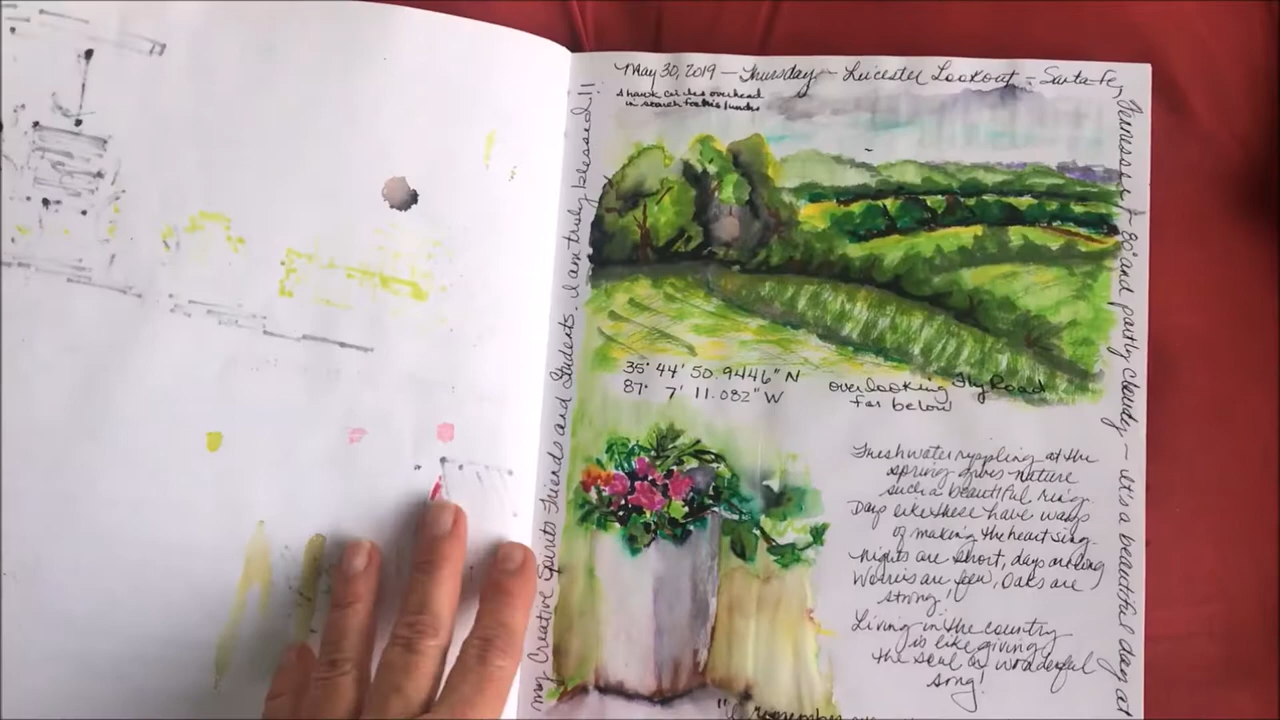 May 30, 2019 — Thursday — Leicester Lookout — Santa Fe, Tennessee
80° and partly cloudy — it's a beautiful day at
my Creative Spirits Friends and Students. I am truly blessed!!
a hawk circles overhead
in search for his lunch
35° 44' 50.9446" N
87° 7' 11.082" W
overlooking Fly Road
far below
Freshwater rippling at the
spring gives nature
such a beautiful ring.
Days like these have ways
of making the heart sing.
Nights are short, days are long
Worries are few, Oaks are
strong!
Living in the country
is like giving
the soul a wonderful
song!
"I remember